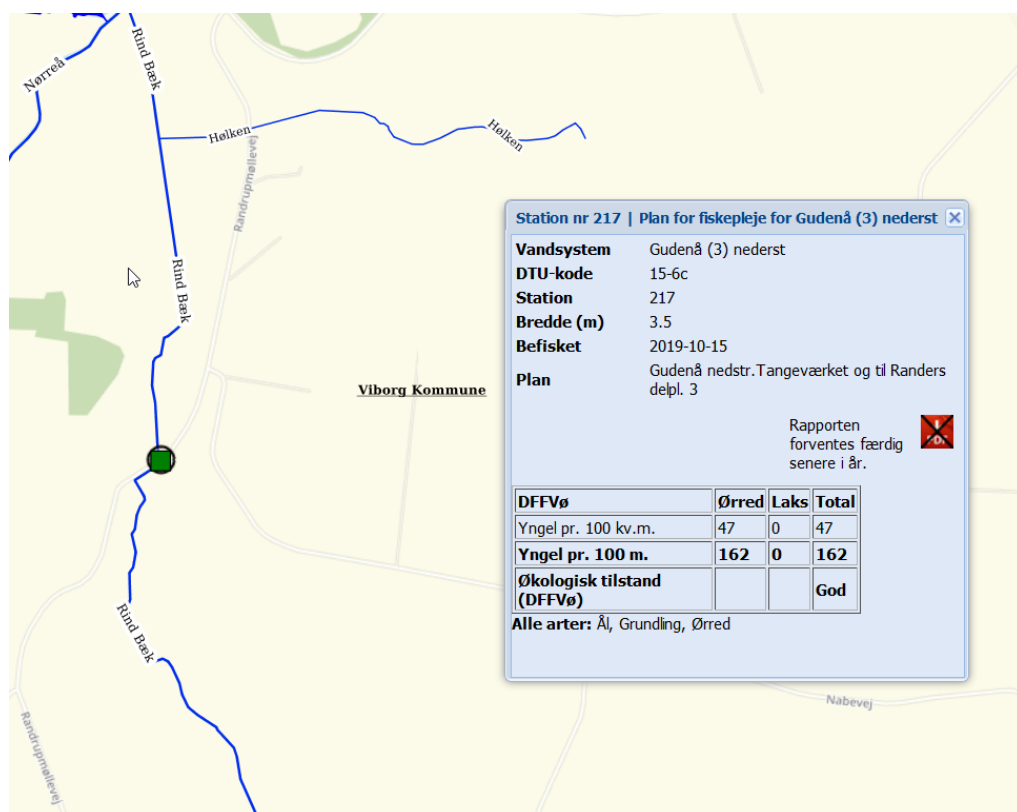 Rind Bæk
Nørreå
Hølken
Hølken
Randrupmøllevej
Rind Bæk
Viborg Kommune
Rind Bæk
Randrupmøllevej
Nabevej
Station nr 217 | Plan for fiskepleje for Gudenå (3) nederst
Vandsystem Gudenå (3) nederst
DTU-kode 15-6c
Station 217
Bredde (m) 3.5
Befisket 2019-10-15
Plan Gudenå nedstr.Tangeværket og til Randers
delpl. 3
Rapporten
forventes færdig
senere i år.
DFFVø Ørred Laks Total
Yngel pr. 100 kv.m. 47 0 47
Yngel pr. 100 m. 162 0 162
Økologisk tilstand
(DFFVø) God
Alle arter: Ål, Grundling, Ørred